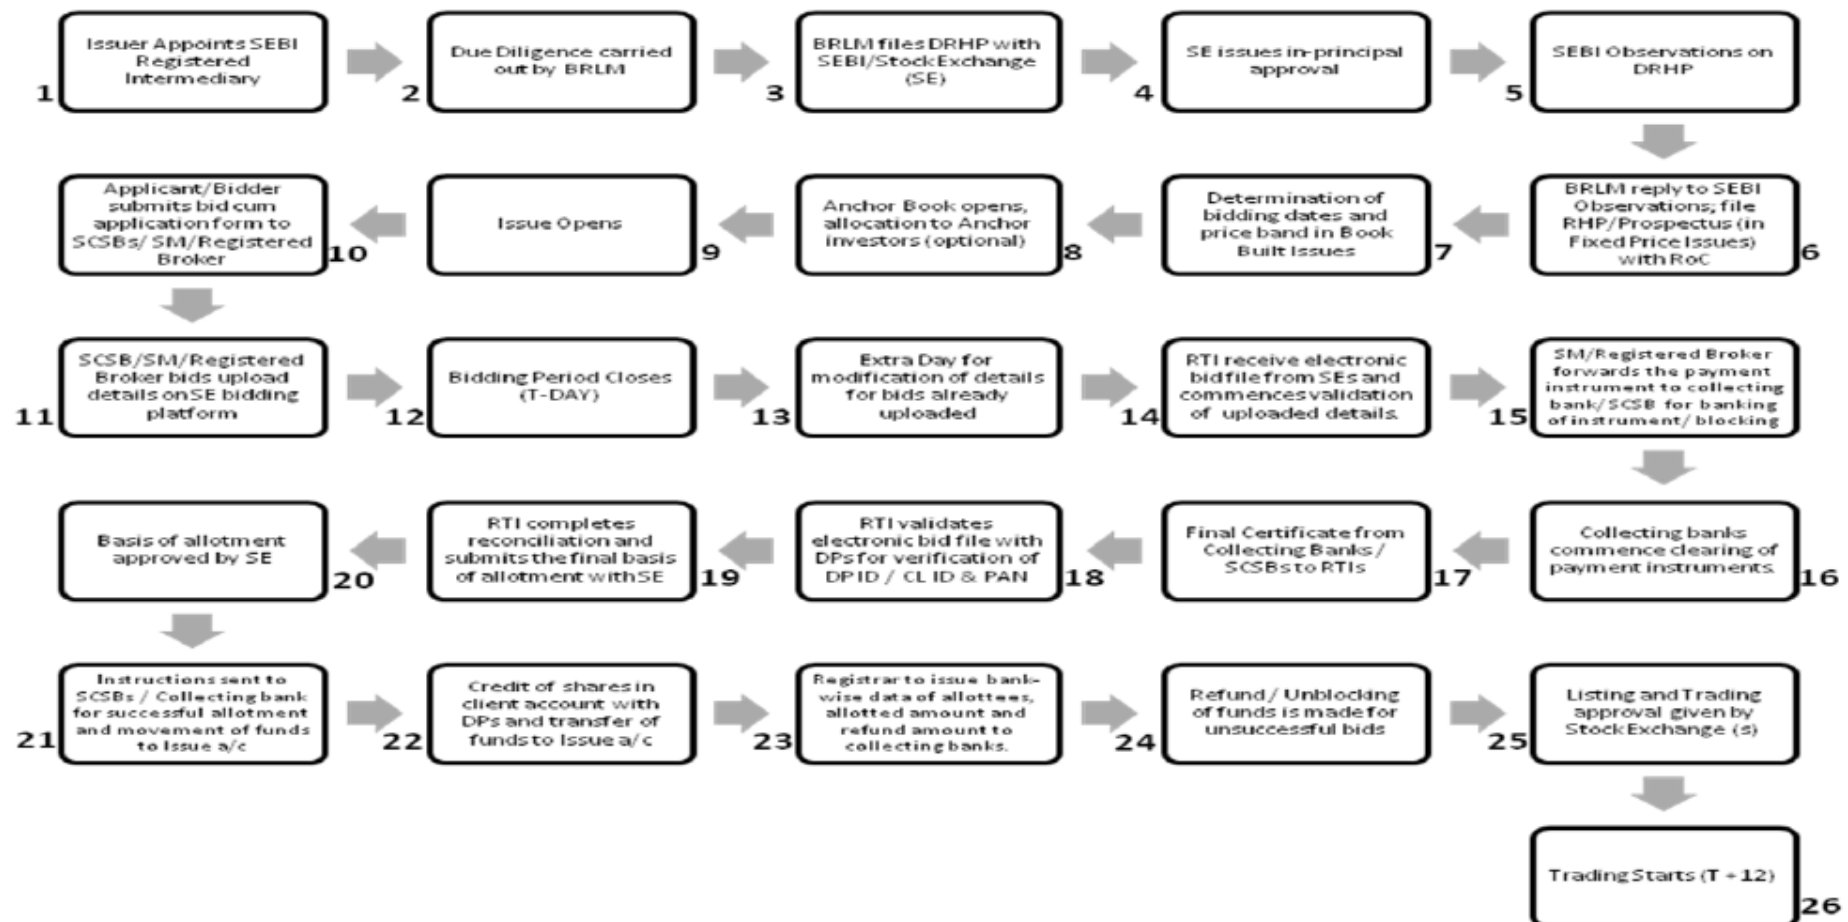 Issuer Appoints SEBI
Registered
Intermediary
1
Due Diligence carried
out by BRLM
2
BRLM files DRHP with
SEBI/Stock Exchange
(SE)
3
SE issues in-principal
approval
4
SEBI Observations on
DRHP
5
BRLM reply to SEBI
Observations; file
RHP/Prospectus (in
Fixed Price Issues)
with RoC
6
Determination of
bidding dates and
price band in Book
Built Issues
7
Anchor Book opens,
allocation to Anchor
investors (optional)
8
Issue Opens
9
Applicant/Bidder
submits bid cum
application form to
SCSBs/ SM/Registered
Broker
10
SCSB/SM/Registered
Broker bids upload
details on SE bidding
platform
11
Bidding Period Closes
(T-DAY)
12
Extra Day for
modification of details
for bids already
uploaded
13
RTI receive electronic
bid file from SEs and
commences validation
of uploaded details.
14
SM/Registered Broker
forwards the payment
instrument to collecting
bank/SCSB for banking
of instrument/ blocking
15
Collecting banks
commence clearing of
payment instruments.
16
Final Certificate from
Collecting Banks /
SCSBs to RTIs
17
RTI validates
electronic bid file with
DPs for verification of
DP ID / CL ID & PAN
18
RTI completes
reconciliation and
submits the final basis
of allotment with SE
19
Basis of allotment
approved by SE
20
Instructions sent to
SCSBs / Collecting bank
for successful allotment
and movement of funds
to Issue a/c
21
Credit of shares in
client account with
DPs and transfer of
funds to Issue a/c
22
Registrar to issue bank-
wise data of allottees,
allotted amount and
refund amount to
collecting banks.
23
Refund / Unblocking
of funds is made for
unsuccessful bids
24
Listing and Trading
approval given by
Stock Exchange (s)
25
Trading Starts (T + 12)
26